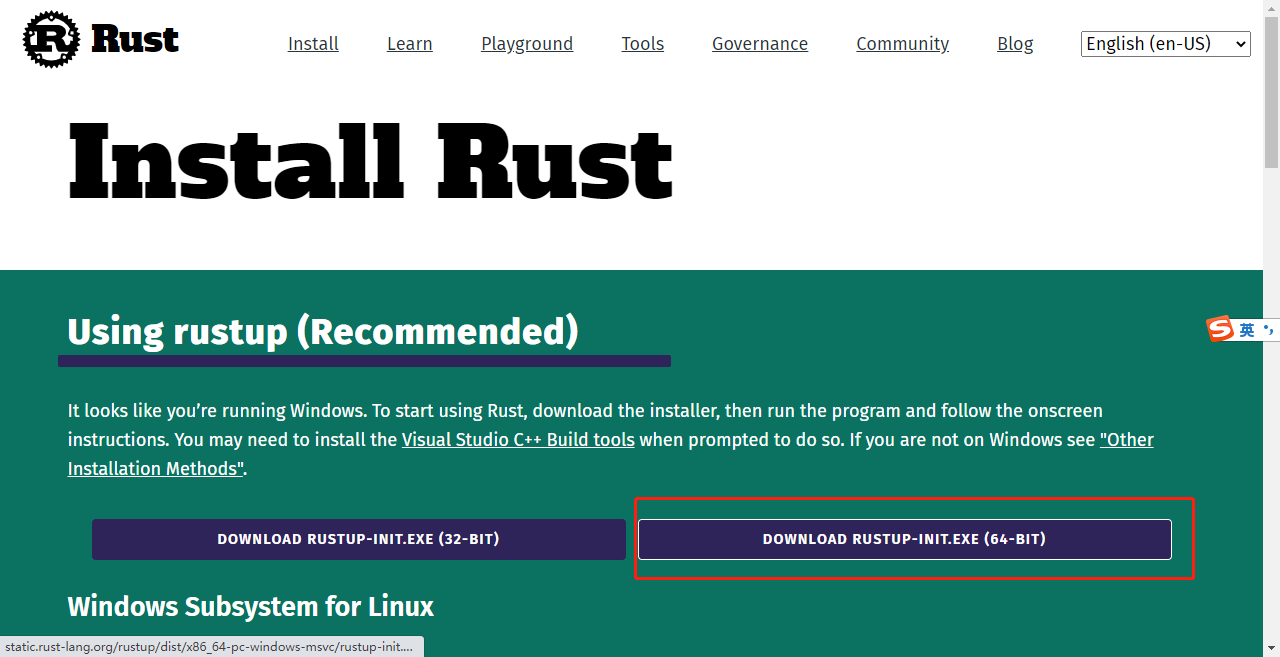 R Rust
Install Learn Playground Tools Governance Community Blog English (en-US)
Install Rust
Using rustup (Recommended)
It looks like you’re running Windows. To start using Rust, download the installer, then run the program and follow the onscreen
instructions. You may need to install the Visual Studio C++ Build tools when prompted to do so. If you are not on Windows see "Other
Installation Methods".
DOWNLOAD RUSTUP-INIT.EXE (32-BIT) DOWNLOAD RUSTUP-INIT.EXE (64-BIT)
Windows Subsystem for Linux
static.rust-lang.org/rustup/dist/x86_64-pc-windows-msvc/rustup-init....
S 英